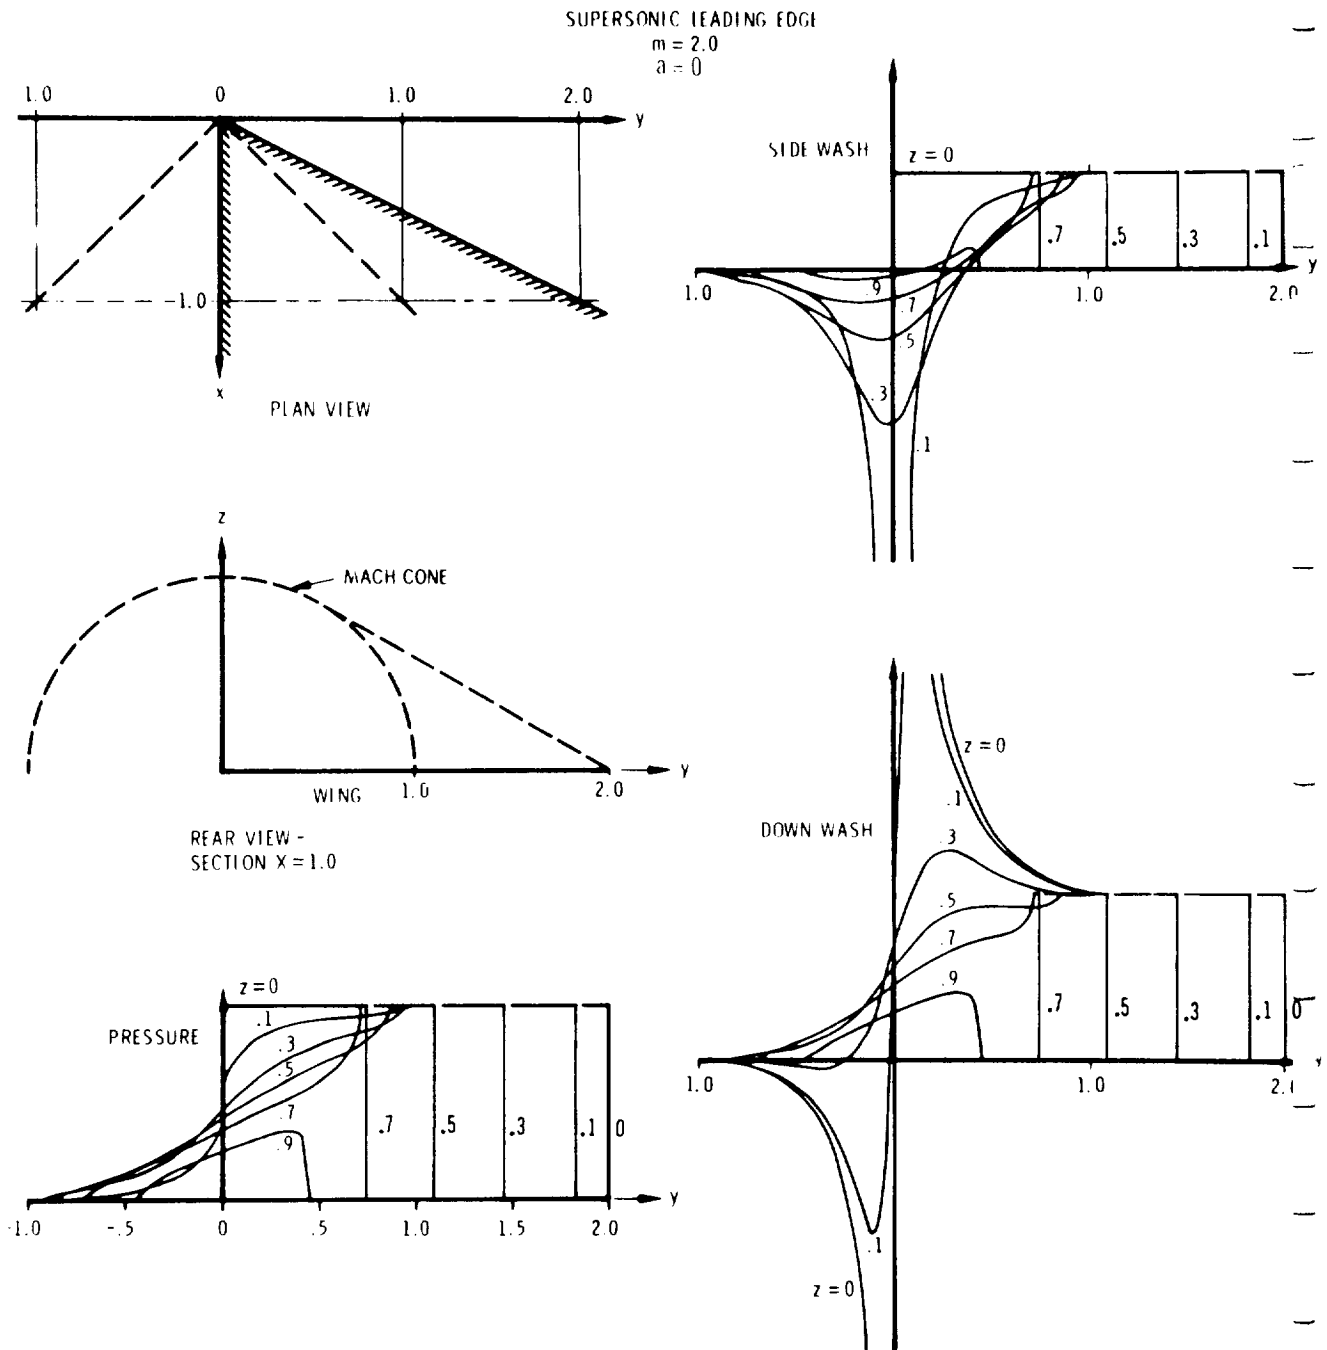 SUPERSONIC LEADING EDGE
m = 2.0
a = 0
1.0 0 1.0 2.0
y
-1.0
x
PLAN VIEW
SIDE WASH
z = 0
.7 .5 .3 .1
y
1.0 1.0 2.0
.9
.7
.5
.3
.1
z
MACH CONE
y
WING 1.0 2.0
REAR VIEW -
SECTION X = 1.0
PRESSURE
z=0
.1
.3
.5
.7
.9
.7 .5 .3 .1 0
y
-1.0 -.5 0 .5 1.0 1.5 2.0
DOWN WASH
z = 0
.1
.3
.5
.7
.9
.7 .5 .3 .1 0
y
1.0 1.0
.1
z = 0